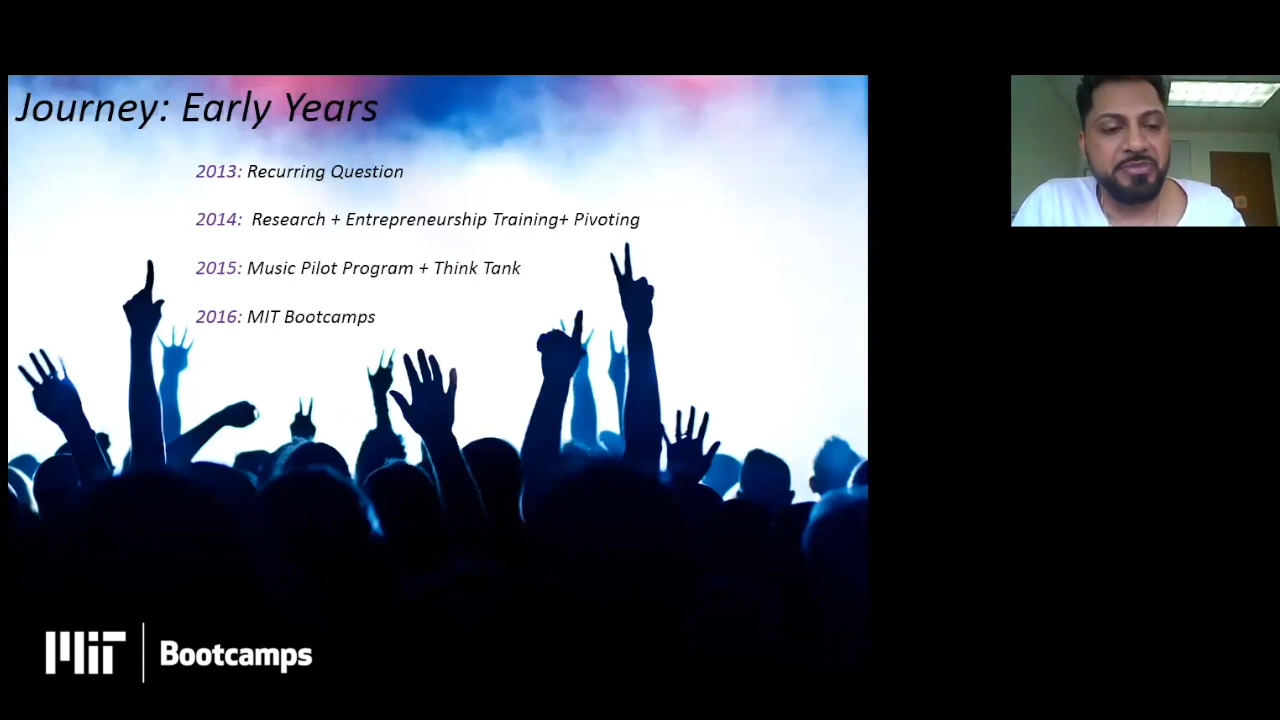 Journey: Early Years
2013: Recurring Question
2014: Research + Entrepreneurship Training+ Pivoting
2015: Music Pilot Program + Think Tank
2016: MIT Bootcamps
MIT Bootcamps